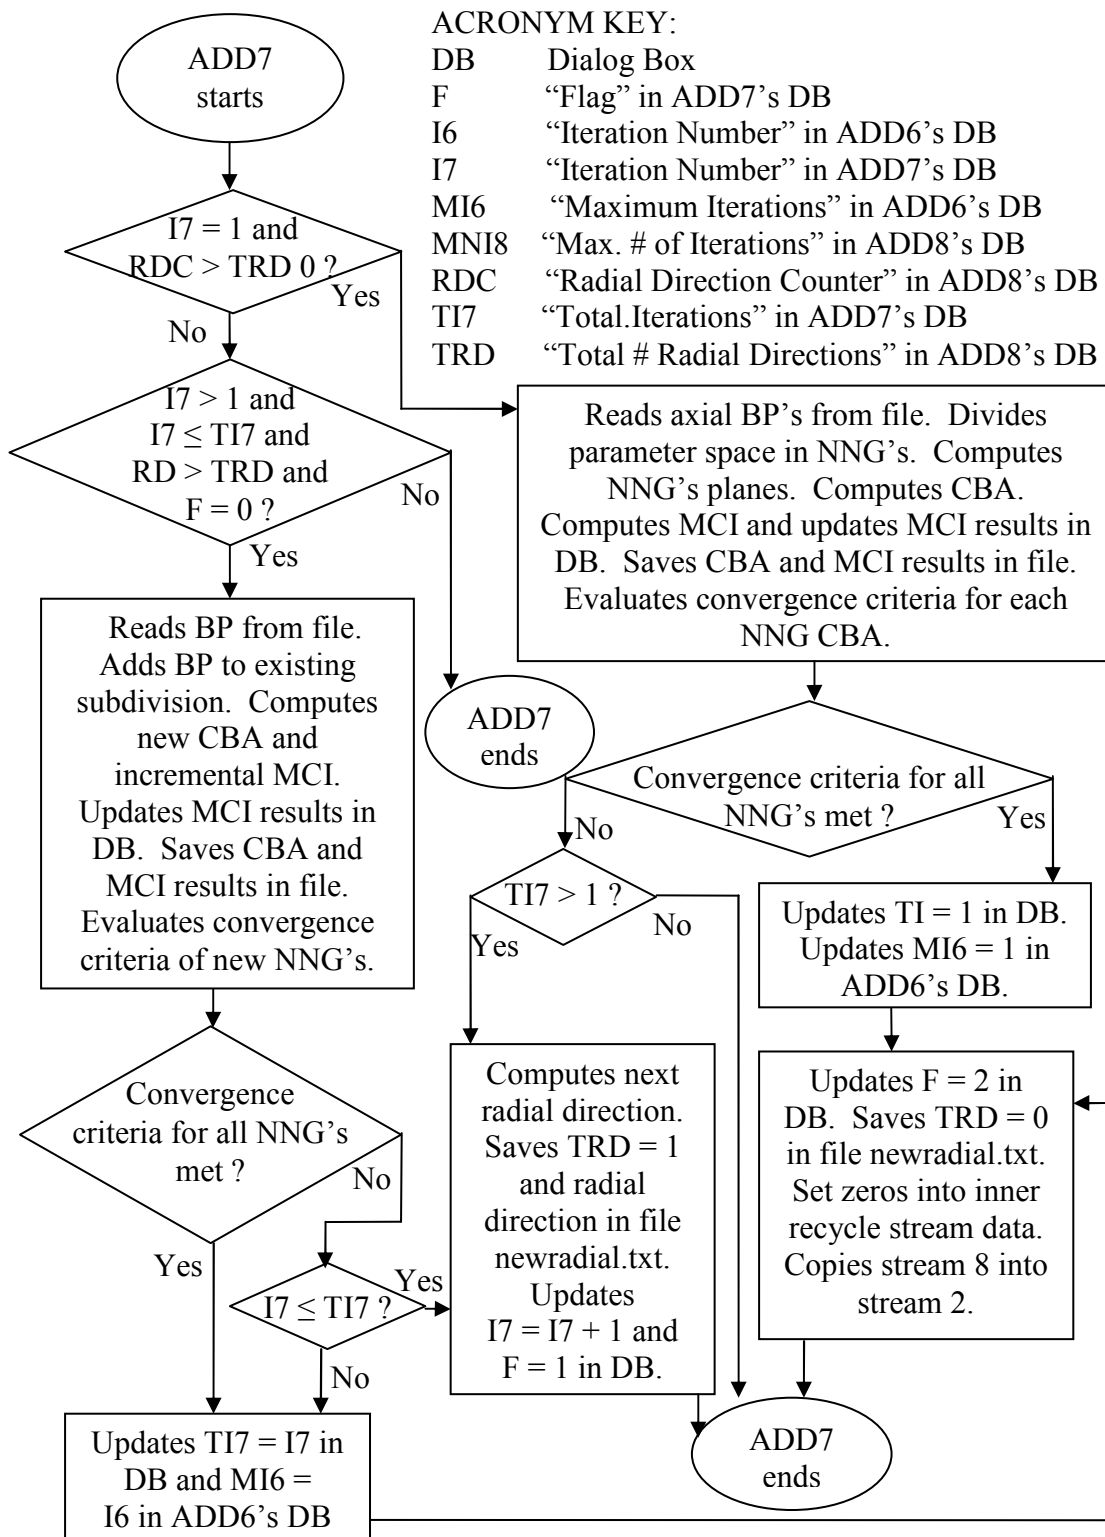 ACRONYM KEY:
DB Dialog Box
F “Flag” in ADD7’s DB
I6 “Iteration Number” in ADD6’s DB
I7 “Iteration Number” in ADD7’s DB
MI6 “Maximum Iterations” in ADD6’s DB
MNI8 “Max. # of Iterations” in ADD8’s DB
RDC “Radial Direction Counter” in ADD8’s DB
TI7 “Total.Iterations” in ADD7’s DB
TRD “Total # Radial Directions” in ADD8’s DB
ADD7
starts
I7 = 1 and
RDC > TRD 0 ?
Yes
No
I7 > 1 and
I7 ≤ TI7 and
RD > TRD and
F = 0 ?
No
Yes
Reads axial BP’s from file. Divides
parameter space in NNG’s. Computes
NNG’s planes. Computes CBA.
Computes MCI and updates MCI results in
DB. Saves CBA and MCI results in file.
Evaluates convergence criteria for each
NNG CBA.
Reads BP from file.
Adds BP to existing
subdivision. Computes
new CBA and
incremental MCI.
Updates MCI results in
DB. Saves CBA and
MCI results in file.
Evaluates convergence
criteria of new NNG’s.
ADD7
ends
Convergence criteria for all
NNG’s met ?
No
Yes
TI7 > 1 ?
Yes
No
Updates TI = 1 in DB.
Updates MI6 = 1 in
ADD6’s DB.
Computes next
radial direction.
Saves TRD = 1
and radial
direction in file
newradial.txt.
Updates
I7 = I7 + 1 and
F = 1 in DB.
Updates F = 2 in
DB. Saves TRD = 0
in file newradial.txt.
Set zeros into inner
recycle stream data.
Copies stream 8 into
stream 2.
Convergence
criteria for all NNG’s
met ?
No
Yes
I7 ≤ TI7 ?
Yes
No
Updates TI7 = I7 in
DB and MI6 =
I6 in ADD6’s DB
ADD7
ends